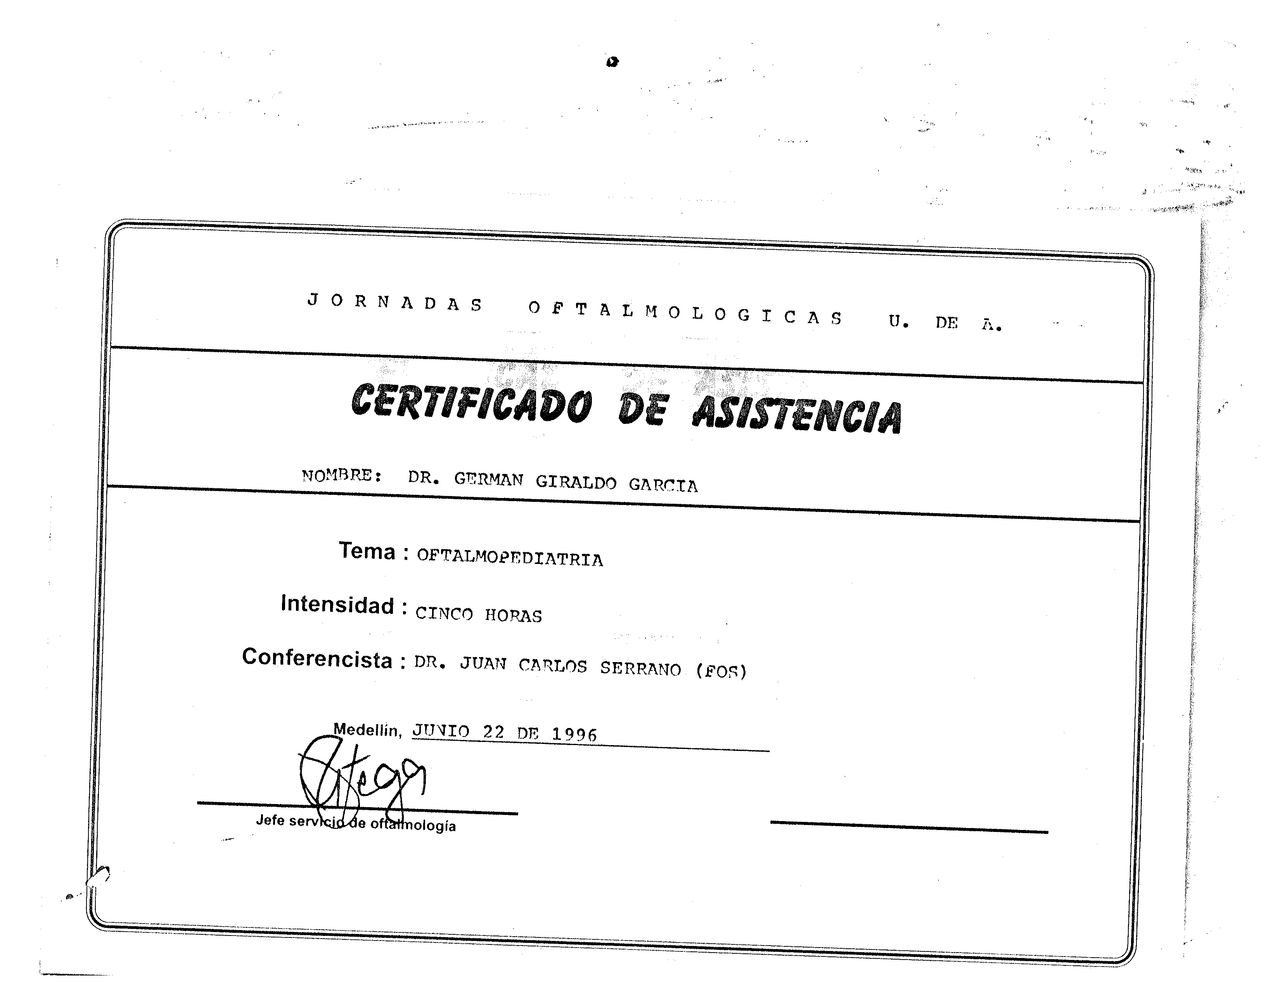 JORNADAS OFTALMOLOGICAS U. DE A.
CERTIFICADO DE ASISTENCIA
NOMBRE: DR. GERMAN GIRALDO GARCIA
Tema : OFTALMOPEDIATRIA
Intensidad : CINCO HORAS
Conferencista : DR. JUAN CARLOS SERRANO (FOS)
Medellín, JUNIO 22 DE 1996
Jefe servicio de oftalmología